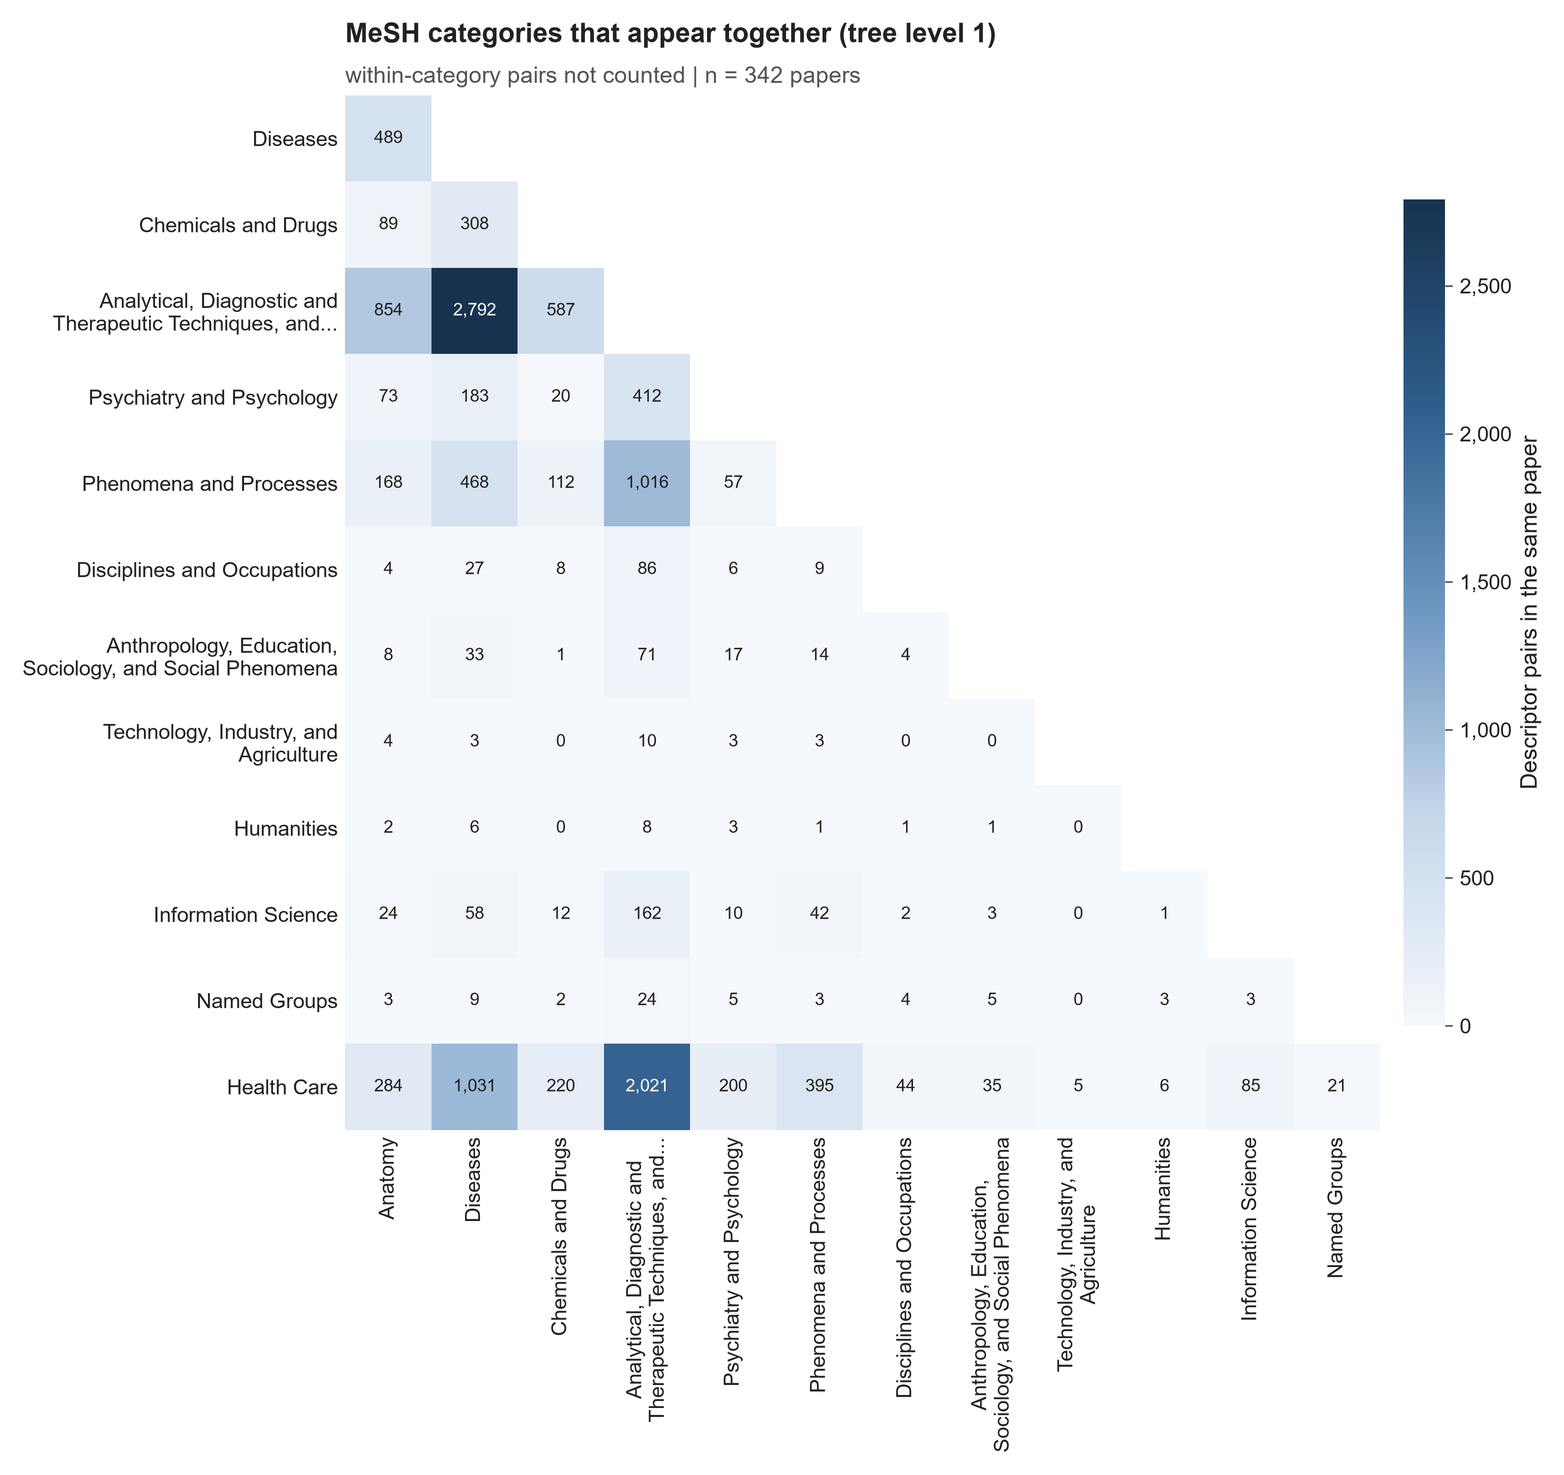 MeSH categories that appear together (tree level 1)
within-category pairs not counted | n = 342 papers
Diseases
489
Chemicals and Drugs
89 308
Analytical, Diagnostic and
Therapeutic Techniques, and...
854 2,792 587
Psychiatry and Psychology
73 183 20 412
Phenomena and Processes
168 468 112 1,016 57
Disciplines and Occupations
4 27 8 86 6 9
Anthropology, Education,
Sociology, and Social Phenomena
8 33 1 71 17 14 4
Technology, Industry, and
Agriculture
4 3 0 10 3 3 0 0
Humanities
2 6 0 8 3 1 1 1 0
Information Science
24 58 12 162 10 42 2 3 0 1
Named Groups
3 9 2 24 5 3 4 5 0 3 3
Health Care
284 1,031 220 2,021 200 395 44 35 5 6 85 21
Anatomy
Diseases
Chemicals and Drugs
Analytical, Diagnostic and
Therapeutic Techniques, and...
Psychiatry and Psychology
Phenomena and Processes
Disciplines and Occupations
Anthropology, Education,
Sociology, and Social Phenomena
Technology, Industry, and
Agriculture
Humanities
Information Science
Named Groups
2,500
2,000
1,500
1,000
500
0
Descriptor pairs in the same paper